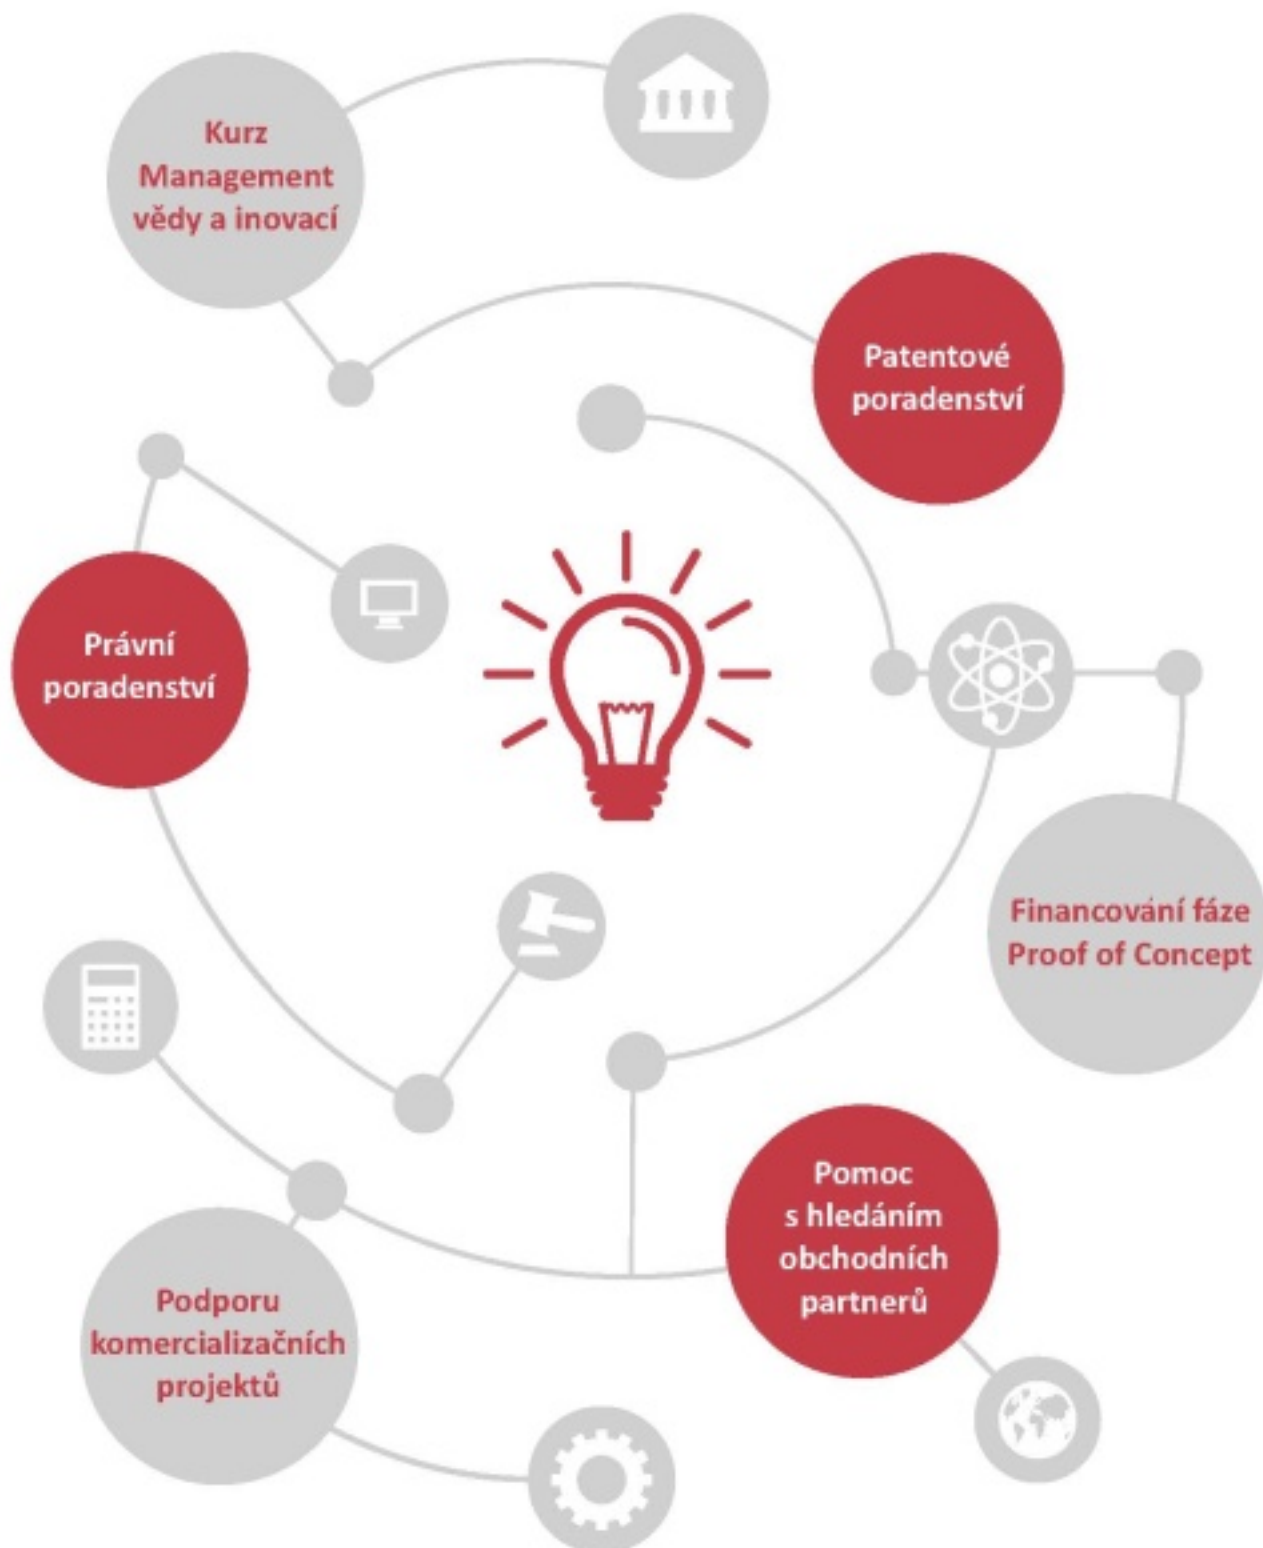 Kurz
Management
vědy a inovací
Patentové
poradenství
Právní
poradenství
Financování fáze
Proof of Concept
Pomoc
s hledáním
obchodních
partnerů
Podporu
komercializačních
projektů